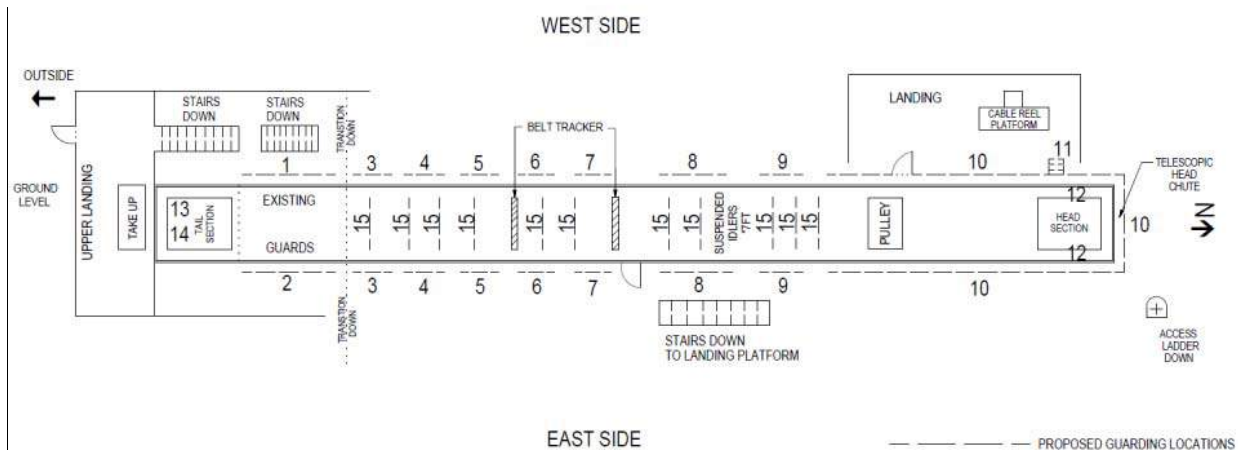 WEST SIDE
OUTSIDE
STAIRS
DOWN
STAIRS
DOWN
TRANSTION
DOWN
BELT TRACKER
LANDING
CABLE REEL
PLATFORM
1
3
4
5
6
7
8
9
10
11
TELESCOPIC
HEAD
CHUTE
GROUND
LEVEL
UPPER LANDING
TAKE UP
13
14
TAIL
SECTION
EXISTING
GUARDS
15
15
15
15
15
15
15
15
SUSPENDED
IDLERS
"7FT
15
15
15
PULLEY
12
HEAD
SECTION
12
10
N
2
3
4
5
6
7
8
9
10
TRANSTION
DOWN
STAIRS DOWN
TO LANDING PLATFORM
ACCESS
LADDER
DOWN
EAST SIDE
PROPOSED GUARDING LOCATIONS